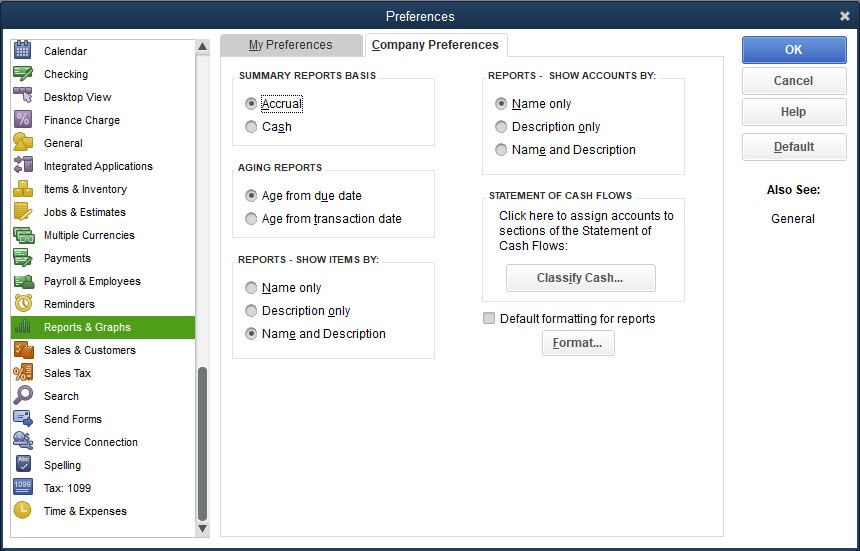 Preferences
Calendar
Checking
Desktop View
Finance Charge
General
Integrated Applications
Items & Inventory
Jobs & Estimates
Multiple Currencies
Payments
Payroll & Employees
Reminders
Reports & Graphs
Sales & Customers
Sales Tax
Search
Send Forms
Service Connection
Spelling
Tax: 1099
Time & Expenses
%
Abc
1099
My Preferences
Company Preferences
SUMMARY REPORTS BASIS
Accrual
Cash
AGING REPORTS
Age from due date
Age from transaction date
REPORTS - SHOW ITEMS BY:
Name only
Description only
Name and Description
REPORTS - SHOW ACCOUNTS BY:
Name only
Description only
Name and Description
STATEMENT OF CASH FLOWS
Click here to assign accounts to
sections of the Statement of
Cash Flows:
Classify Cash...
Default formatting for reports
Format...
OK
Cancel
Help
Default
Also See:
General